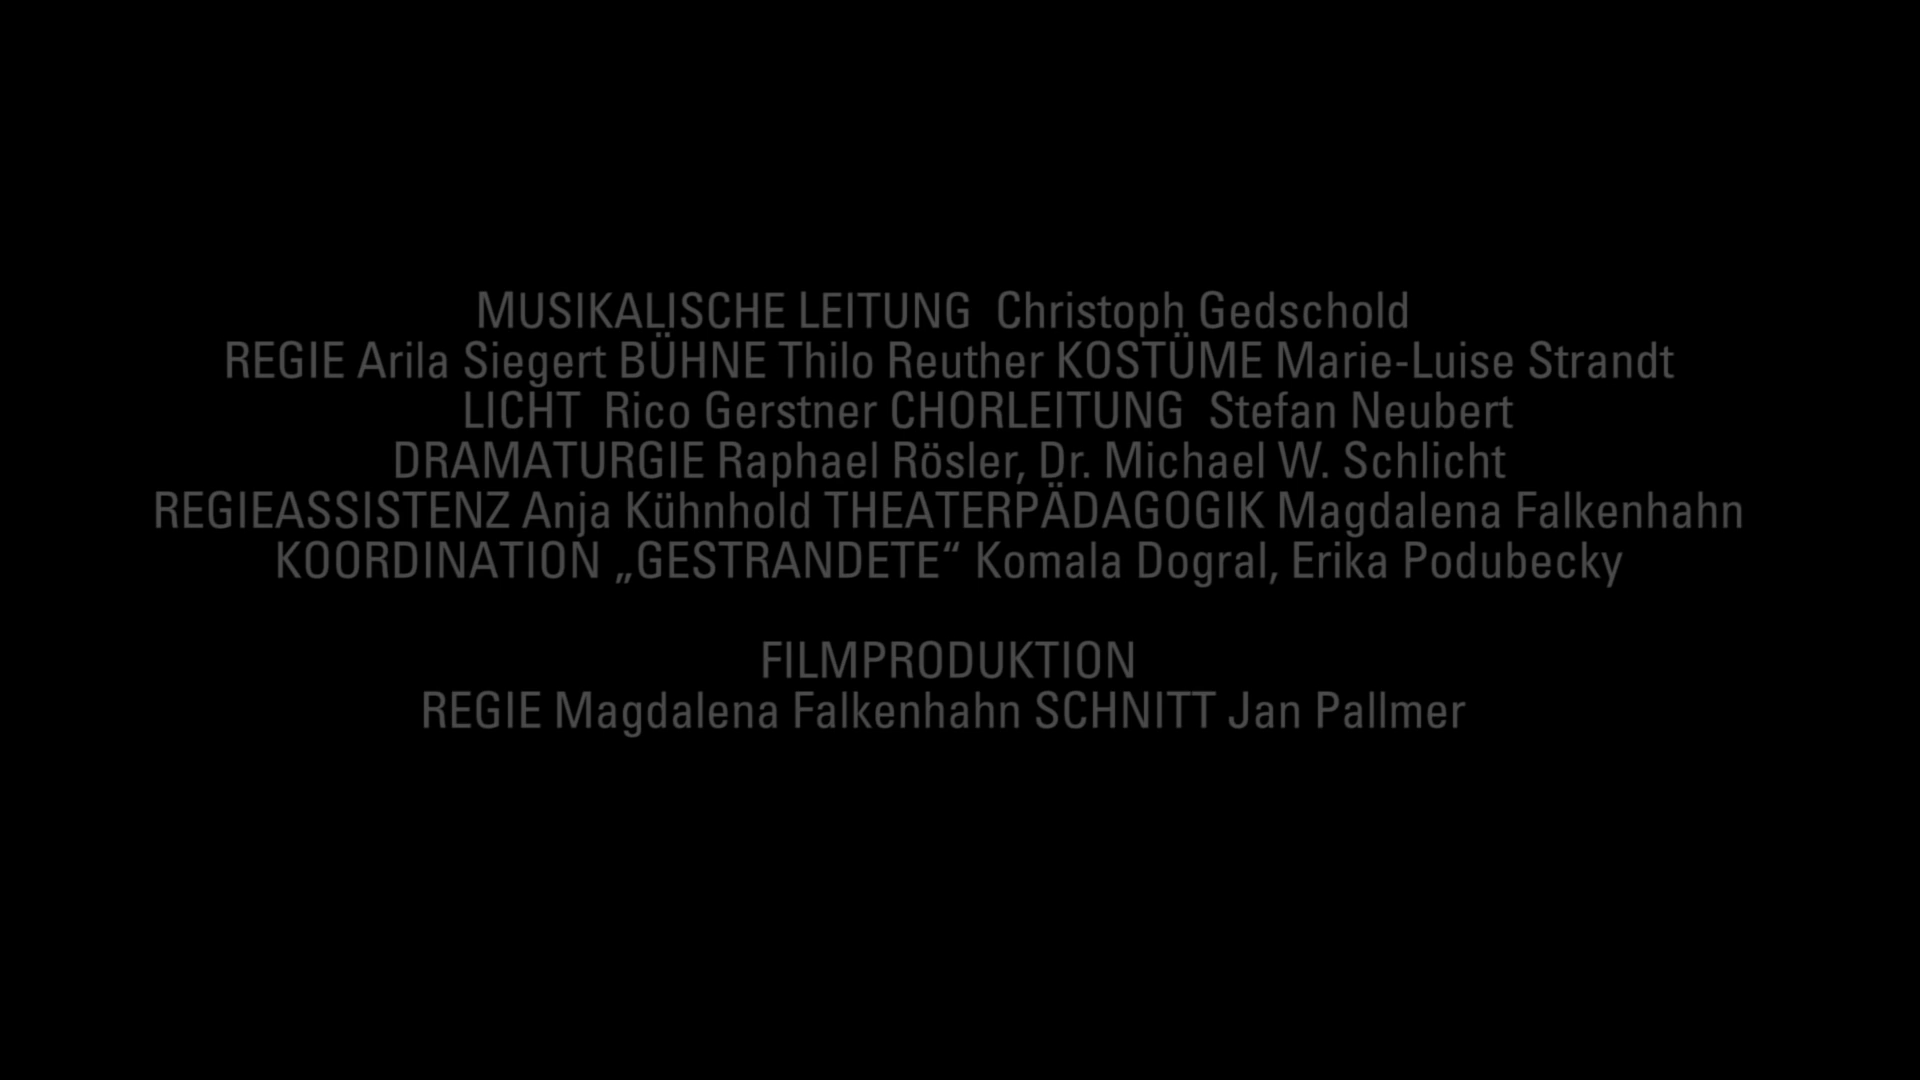 MUSIKALISCHE LEITUNG Christoph Gedschold
REGIE Arila Siegert BÜHNE Thilo Reuther KOSTÜME Marie-Luise Strandt
LICHT Rico Gerstner CHORLEITUNG Stefan Neubert
DRAMATURGIE Raphael Rösler, Dr. Michael W. Schlicht
REGIEASSISTENZ Anja Kühnhold THEATERPÄDAGOGIK Magdalena Falkenhahn
KOORDINATION „GESTRANDETE“ Komala Dogral, Erika Podubecky
FILMPRODUKTION
REGIE Magdalena Falkenhahn SCHNITT Jan Pallmer